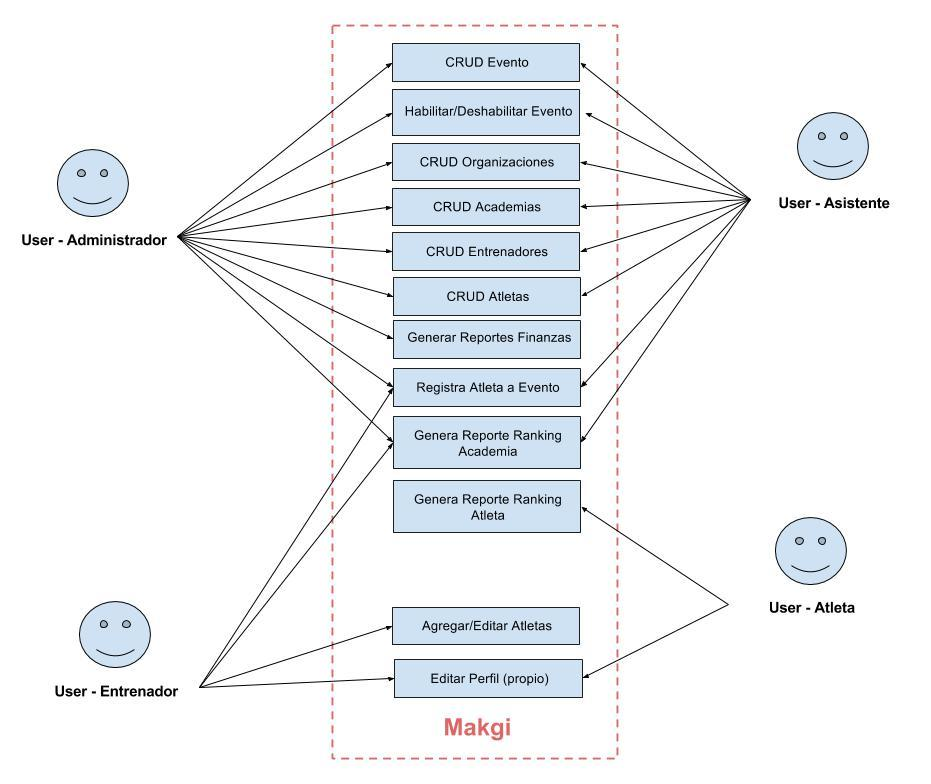 CRUD Evento
Habilitar/Deshabilitar Evento
CRUD Organizaciones
CRUD Academias
CRUD Entrenadores
CRUD Atletas
Generar Reportes Finanzas
Registra Atleta a Evento
Genera Reporte Ranking
Academia
Genera Reporte Ranking
Atleta
Agregar/Editar Atletas
Editar Perfil (propio)
Makgi
User - Administrador
User - Asistente
User - Entrenador
User - Atleta